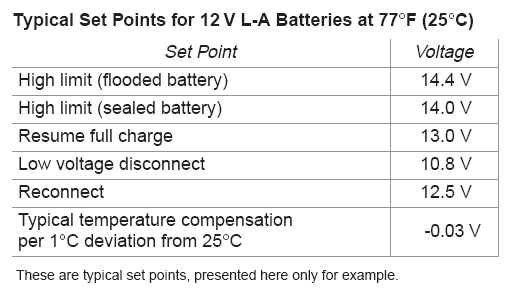 Typical Set Points for 12 V L-A Batteries at 77°F (25°C)
Set Point Voltage
High limit (flooded battery) 14.4 V
High limit (sealed battery) 14.0 V
Resume full charge 13.0 V
Low voltage disconnect 10.8 V
Reconnect 12.5 V
Typical temperature compensation
per 1°C deviation from 25°C -0.03 V
These are typical set points, presented here only for example.